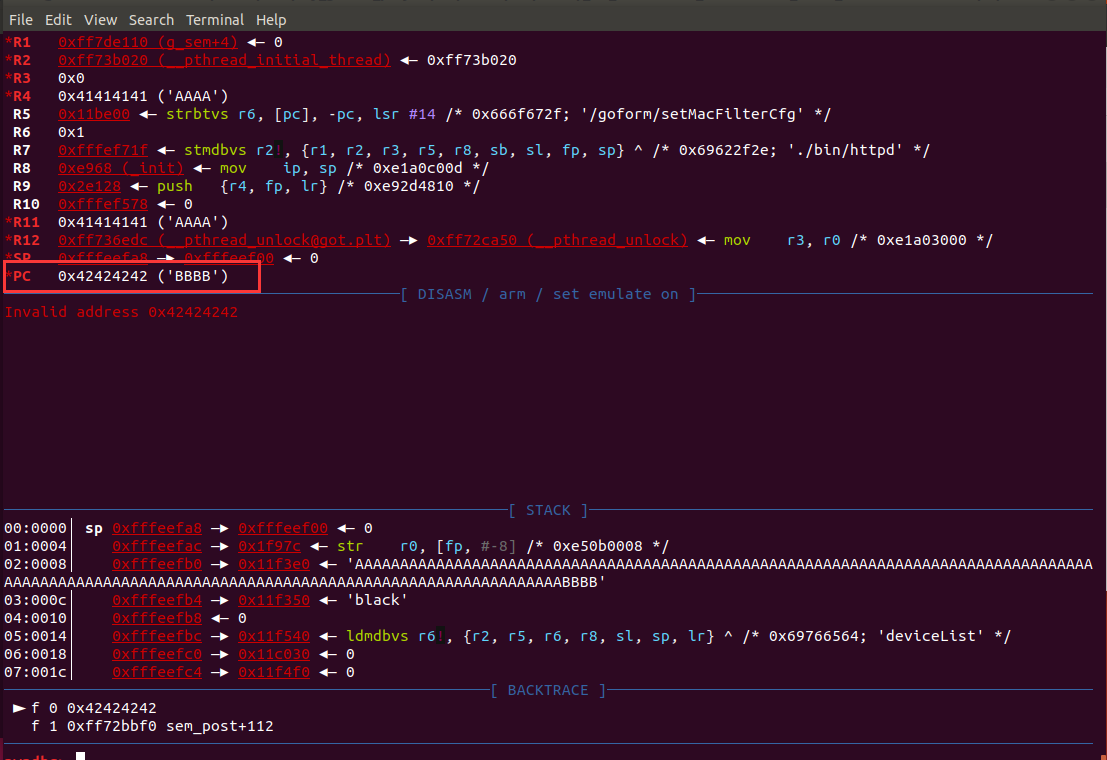 File Edit View Search Terminal Help
*R1 0xff7de110 (g_sem+4) ◂— 0
*R2 0xff73b020 (__pthread_initial_thread) ◂— 0xff73b020
*R3 0x0
*R4 0x41414141 ('AAAA')
R5 0x11be00 ◂— strbtvs r6, [pc], -pc, lsr #14 /* 0x666f672f; '/goform/setMacFilterCfg' */
R6 0x1
R7 0xfffef71f ◂— stmdbvs r2!, {r1, r2, r3, r5, r8, sb, sl, fp, sp} ^ /* 0x69622f2e; './bin/httpd' */
R8 0xe968 (_init) ◂— mov ip, sp /* 0xe1a0c00d */
R9 0x2e128 ◂— push {r4, fp, lr} /* 0xe92d4810 */
R10 0xfffef578 ◂— 0
*R11 0x41414141 ('AAAA')
*R12 0xff736edc (__pthread_unlock@got.plt) —▸ 0xff72ca50 (__pthread_unlock) ◂— mov r3, r0 /* 0xe1a03000 */
*SP 0xfffeefa8 —▸ 0xfffeef00 ◂— 0
*PC 0x42424242 ('BBBB')
[ DISASM / arm / set emulate on ]
Invalid address 0x42424242
[ STACK ]
00:0000│ sp 0xfffeefa8 —▸ 0xfffeef00 ◂— 0
01:0004│ 0xfffeefac —▸ 0x1f97c ◂— str r0, [fp, #-8] /* 0xe50b0008 */
02:0008│ 0xfffeefb0 —▸ 0x11f3e0 ◂— 'AAAAAAAAAAAAAAAAAAAAAAAAAAAAAAAAAAAAAAAAAAAAAAAAAAAAAAAAAAAAAAAAAAAAAAAAAAAAAAAAAA
AAAAAAAAAAAAAAAAAAAAAAAAAAAAAAAAAAAAAAAAAAAAAAAAAAAAAAAAAAAAAABBBB'
03:000c│ 0xfffeefb4 —▸ 0x11f350 ◂— 'black'
04:0010│ 0xfffeefb8 ◂— 0
05:0014│ 0xfffeefbc —▸ 0x11f540 ◂— ldmdbvs r6!, {r2, r5, r6, r8, sl, sp, lr} ^ /* 0x69766564; 'deviceList' */
06:0018│ 0xfffeefc0 —▸ 0x11c030 ◂— 0
07:001c│ 0xfffeefc4 —▸ 0x11f4f0 ◂— 0
[ BACKTRACE ]
► f 0 0x42424242
f 1 0xff72bbf0 sem_post+112